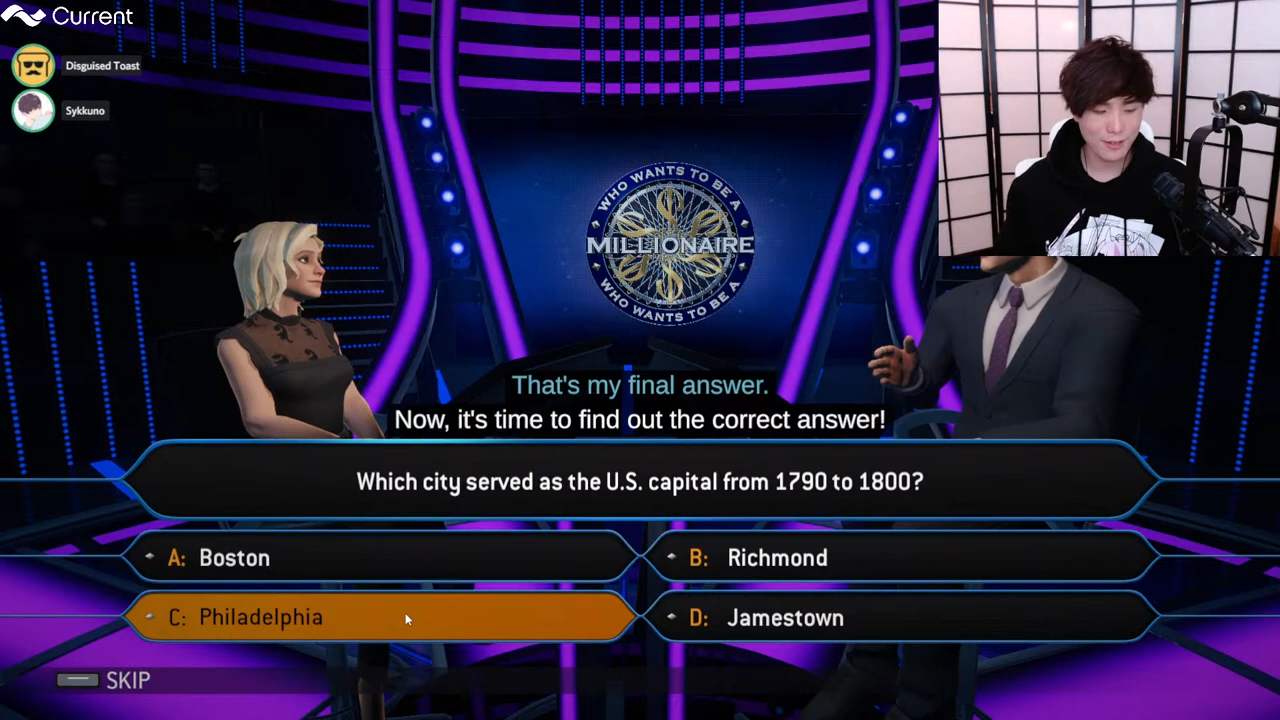 Current
Disguised Toast
Sykkuno
WHO WANTS TO BE A
MILLIONAIRE
WHO WANTS TO BE A
That's my final answer.
Now, it's time to find out the correct answer!
Which city served as the U.S. capital from 1790 to 1800?
A: Boston
B: Richmond
C: Philadelphia
D: Jamestown
SKIP